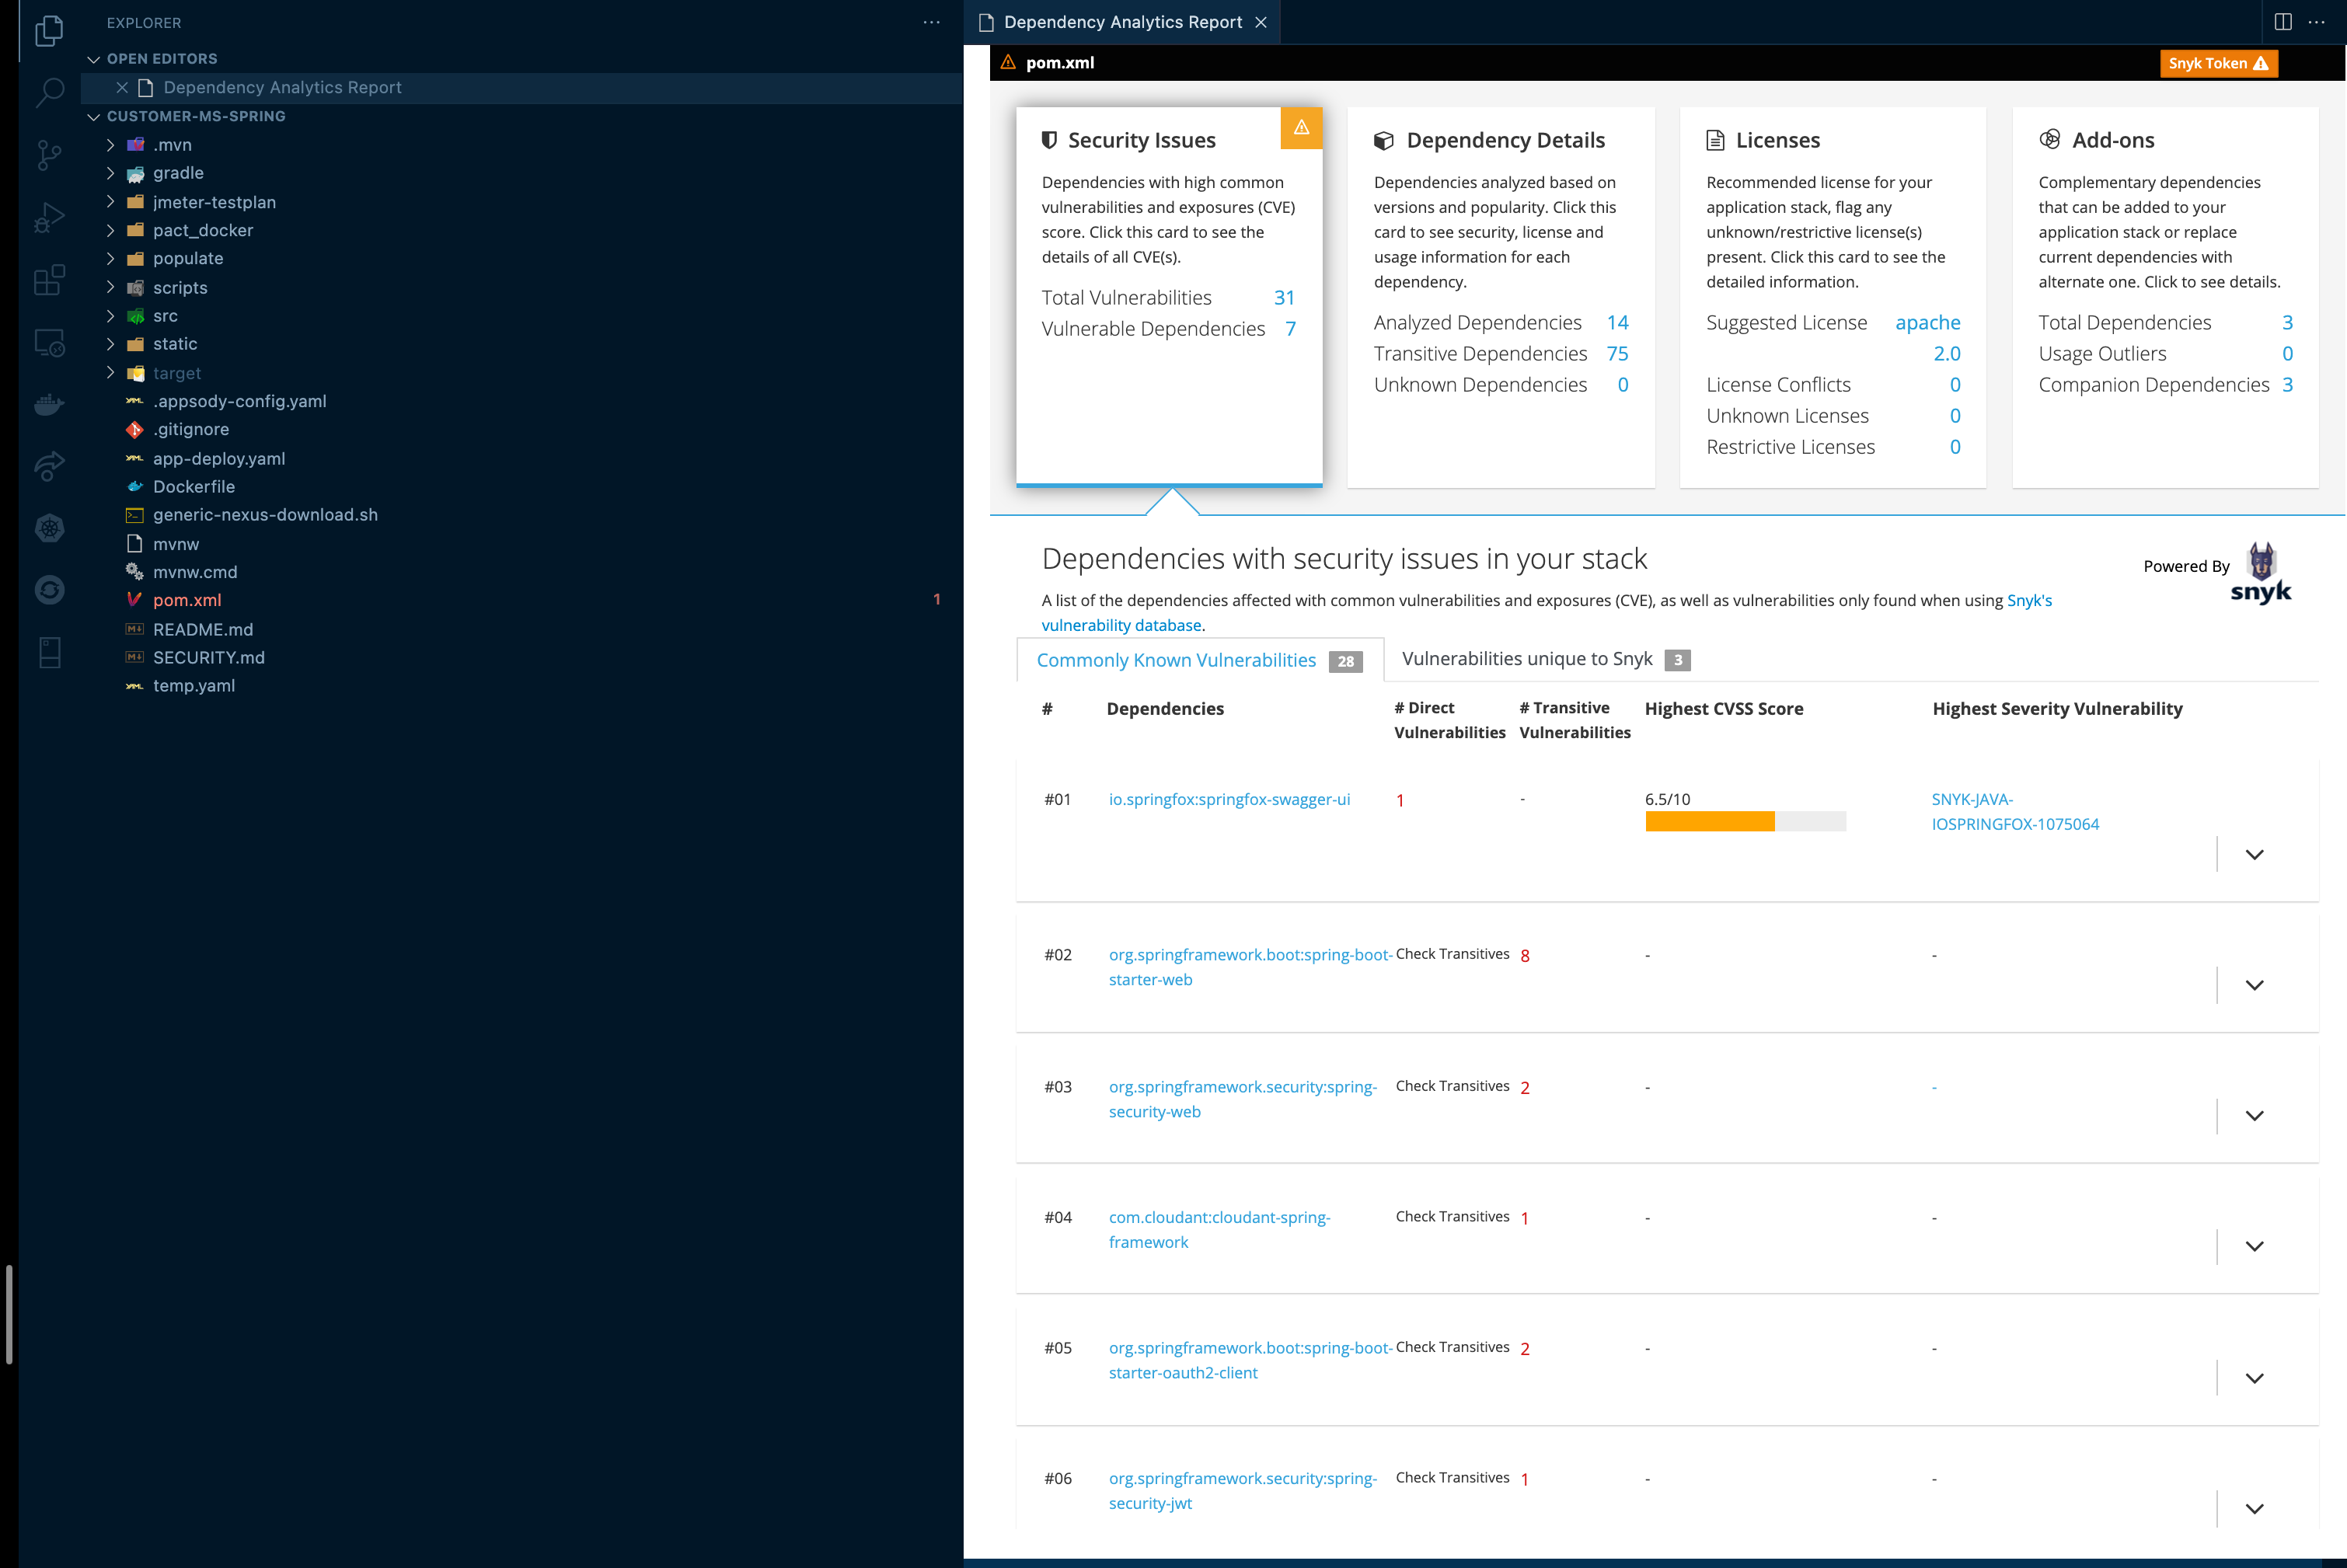 EXPLORER
OPEN EDITORS
Dependency Analytics Report
CUSTOMER-MS-SPRING
.mvn
gradle
jmeter-testplan
pact_docker
populate
scripts
src
static
target
.appsody-config.yaml
.gitignore
app-deploy.yaml
Dockerfile
generic-nexus-download.sh
mvnw
mvnw.cmd
pom.xml 1
README.md
SECURITY.md
temp.yaml
Dependency Analytics Report
pom.xml
Snyk Token
Security Issues
Dependencies with high common
vulnerabilities and exposures (CVE)
score. Click this card to see the
details of all CVE(s).
Total Vulnerabilities 31
Vulnerable Dependencies 7
Dependency Details
Dependencies analyzed based on
versions and popularity. Click this
card to see security, license and
usage information for each
dependency.
Analyzed Dependencies 14
Transitive Dependencies 75
Unknown Dependencies 0
Licenses
Recommended license for your
application stack, flag any
unknown/restrictive license(s)
present. Click this card to see the
detailed information.
Suggested License apache
2.0
License Conflicts 0
Unknown Licenses 0
Restrictive Licenses 0
Add-ons
Complementary dependencies
that can be added to your
application stack or replace
current dependencies with
alternate one. Click to see details.
Total Dependencies 3
Usage Outliers 0
Companion Dependencies 3
Dependencies with security issues in your stack
Powered By
snyk
A list of the dependencies affected with common vulnerabilities and exposures (CVE), as well as vulnerabilities only found when using Snyk's
vulnerability database.
Commonly Known Vulnerabilities 28
Vulnerabilities unique to Snyk 3
# Dependencies # Direct # Transitive Highest CVSS Score Highest Severity Vulnerability
Vulnerabilities Vulnerabilities
#01 io.springfox:springfox-swagger-ui 1 - 6.5/10 SNYK-JAVA-
IOSPRINGFOX-1075064
#02 org.springframework.boot:spring-boot- Check Transitives 8 - -
starter-web
#03 org.springframework.security:spring- Check Transitives 2 - -
security-web
#04 com.cloudant:cloudant-spring- Check Transitives 1 - -
framework
#05 org.springframework.boot:spring-boot- Check Transitives 2 - -
starter-oauth2-client
#06 org.springframework.security:spring- Check Transitives 1 - -
security-jwt